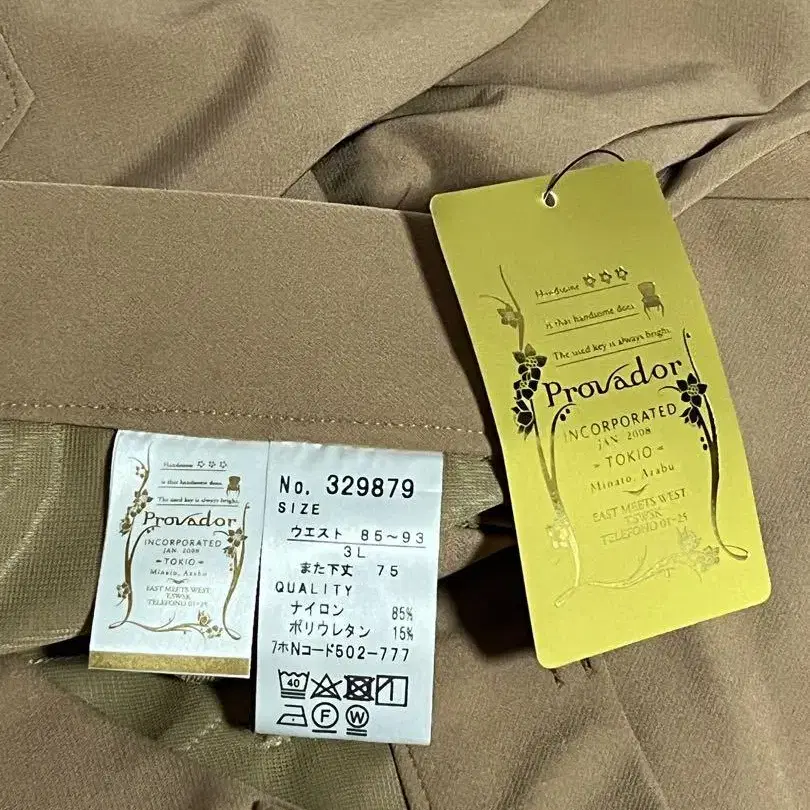 Handsome
is that handsome does.
The used key is always bright.
Provador
INCORPORATED
JAN. 2008
TOKIO
Minato, Azabu
EAST MEETS WEST
TSWSK
TELEFONO 01-25
Handsome
is that handsome does.
The used key is always bright.
Provador
INCORPORATED
JAN. 2008
TOKIO
Minato, Azabu
EAST MEETS WEST
TSWSK
TELEFONO 01-25
No. 329879
SIZE
ウエスト 85~93
3L
また下丈 75
QUALITY
ナイロン 85%
ポリウレタン 15%
7ホNコード502-777
40
F
W